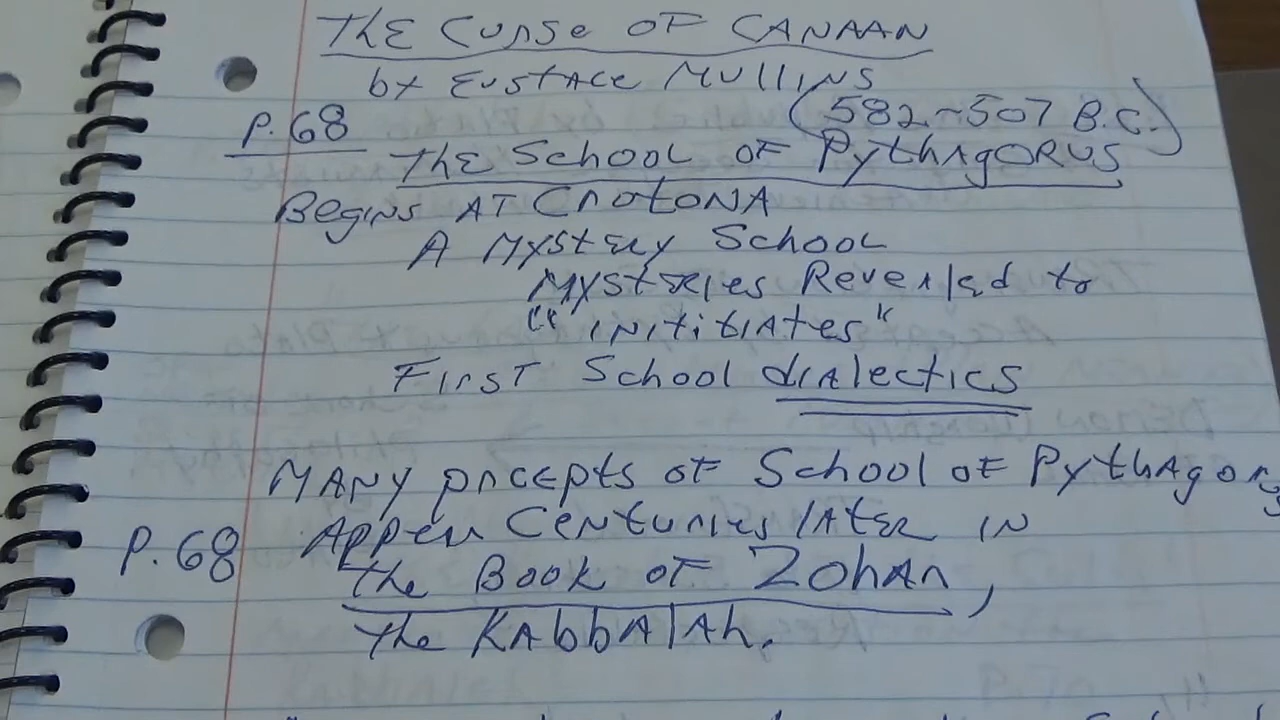 The Curse of Canaan
by Eustace Mullins
(582-507 B.C.)
P.68
The School of Pythagorus
Begins at Crotona
A Mystery School
Mysteries Revealed to
"Inititiates"
First School dialectics
Many prcepts of School of Pythagorus
P.68 Appear Centuries later in
the Book of Zohar,
the Kabbalah.